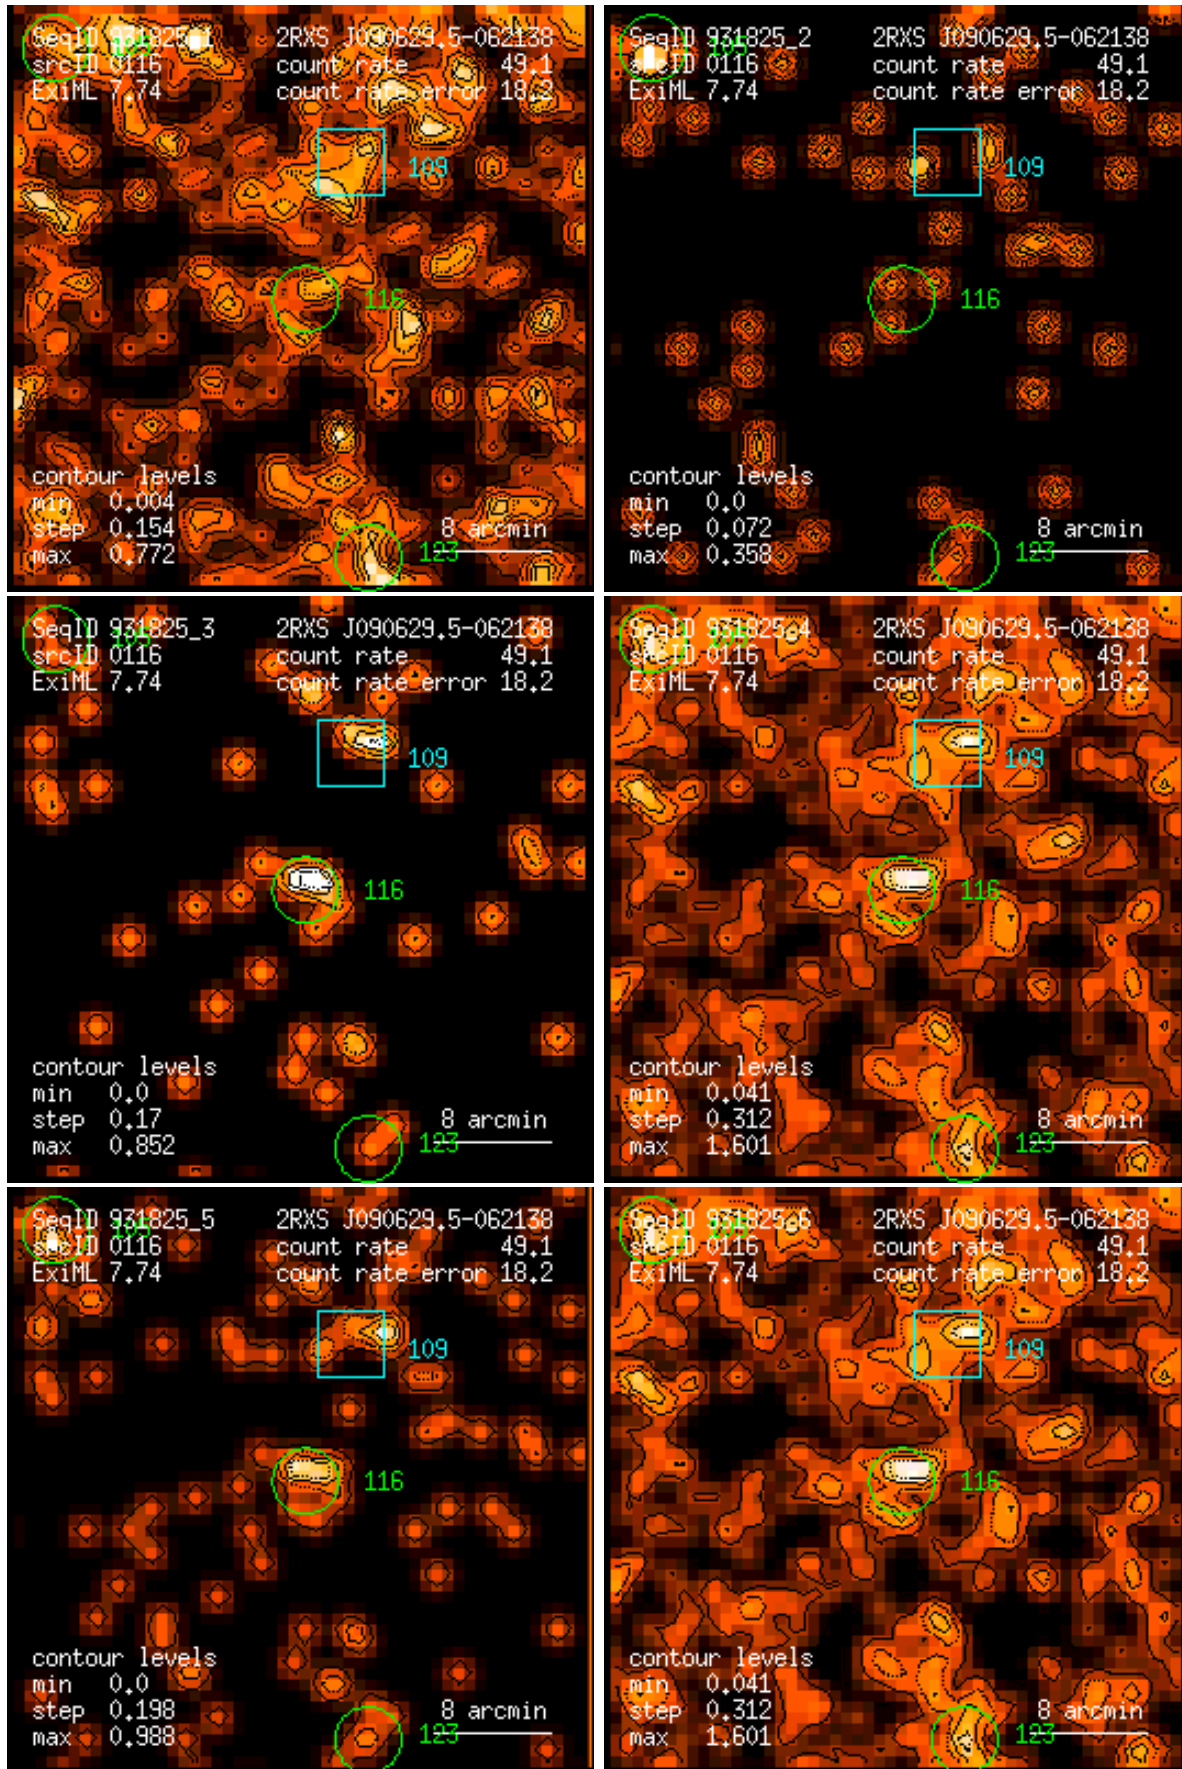 SeqID 931825_1 2RXS J090629.5-062138
105
srcID 0116 count rate 49.1
ExiML 7.74 count rate error 18.2
109
116
contour levels
min 0.004
step 0.154 8 arcmin
max 0.772 123
SeqID 931825_2 2RXS J090629.5-062138
105
srcID 0116 count rate 49.1
ExiML 7.74 count rate error 18.2
109
116
contour levels
min 0.0
step 0.072 8 arcmin
max 0.358 123
SeqID 931825_3 2RXS J090629.5-062138
105
srcID 0116 count rate 49.1
ExiML 7.74 count rate error 18.2
109
116
contour levels
min 0.0
step 0.17 8 arcmin
max 0.852 123
SeqID 931825_4 2RXS J090629.5-062138
105
srcID 0116 count rate 49.1
ExiML 7.74 count rate error 18.2
109
116
contour levels
min 0.041
step 0.312 8 arcmin
max 1.601 123
SeqID 931825_5 2RXS J090629.5-062138
105
srcID 0116 count rate 49.1
ExiML 7.74 count rate error 18.2
109
116
contour levels
min 0.0
step 0.198 8 arcmin
max 0.988 123
SeqID 931825_6 2RXS J090629.5-062138
105
srcID 0116 count rate 49.1
ExiML 7.74 count rate error 18.2
109
116
contour levels
min 0.041
step 0.312 8 arcmin
max 1.601 123